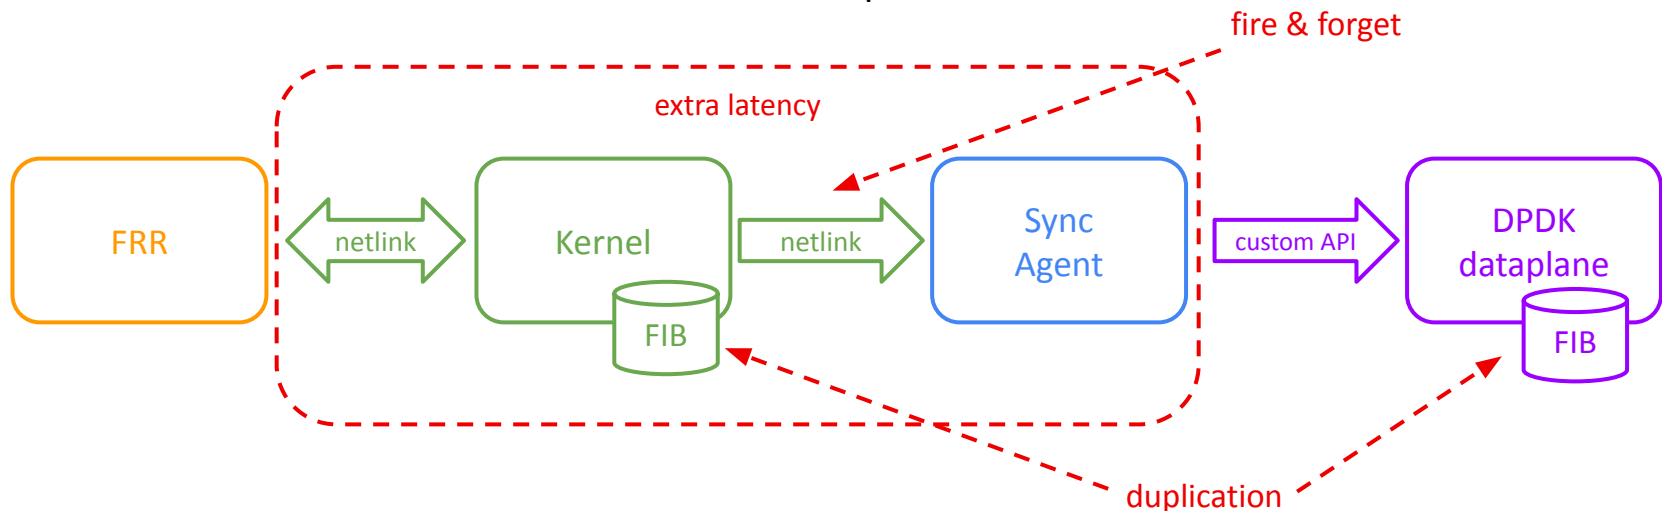 fire & forget
extra latency
FRR
netlink
Kernel
FIB
netlink
Sync
Agent
custom API
DPDK
dataplane
FIB
duplication